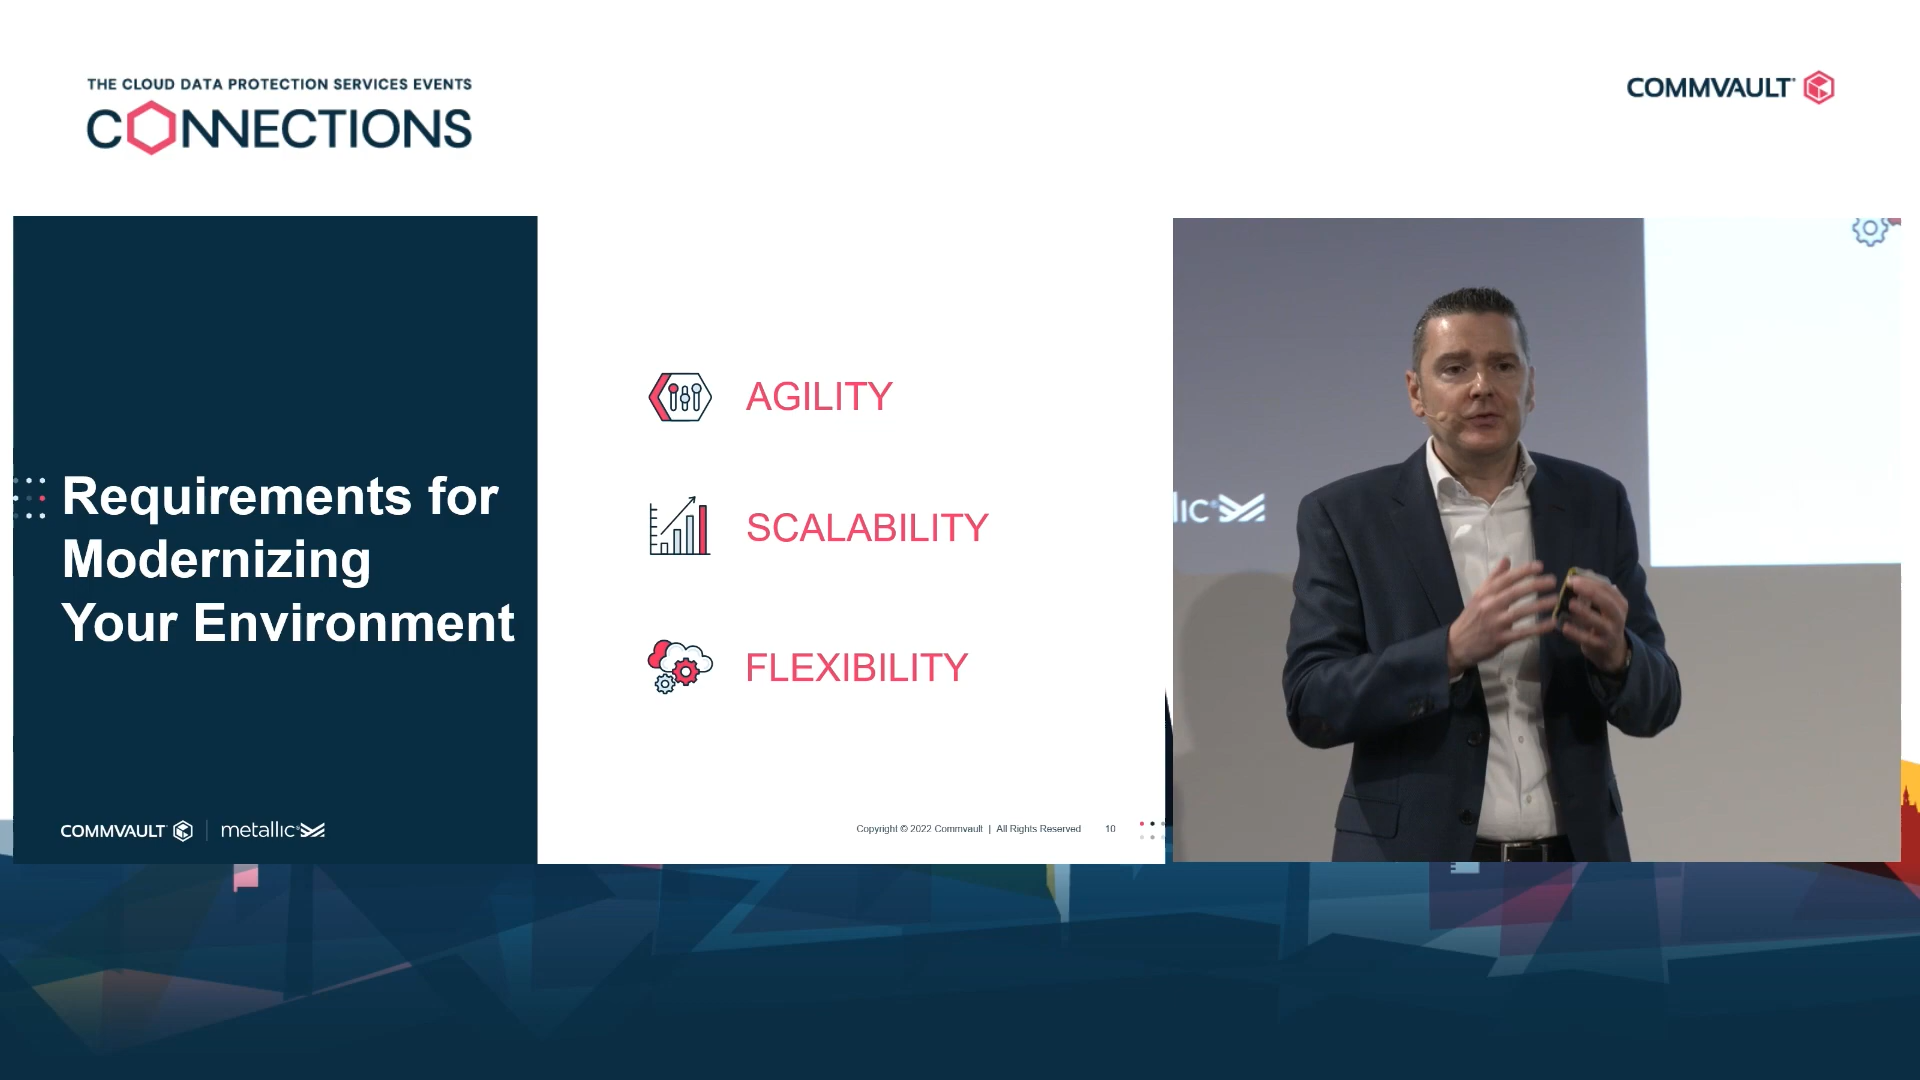 THE CLOUD DATA PROTECTION SERVICES EVENTS
CONNECTIONS
COMMVAULT
Requirements for
Modernizing
Your Environment
COMMVAULT
metallic
AGILITY
SCALABILITY
FLEXIBILITY
Copyright © 2022 Commvault | All Rights Reserved 10
lic